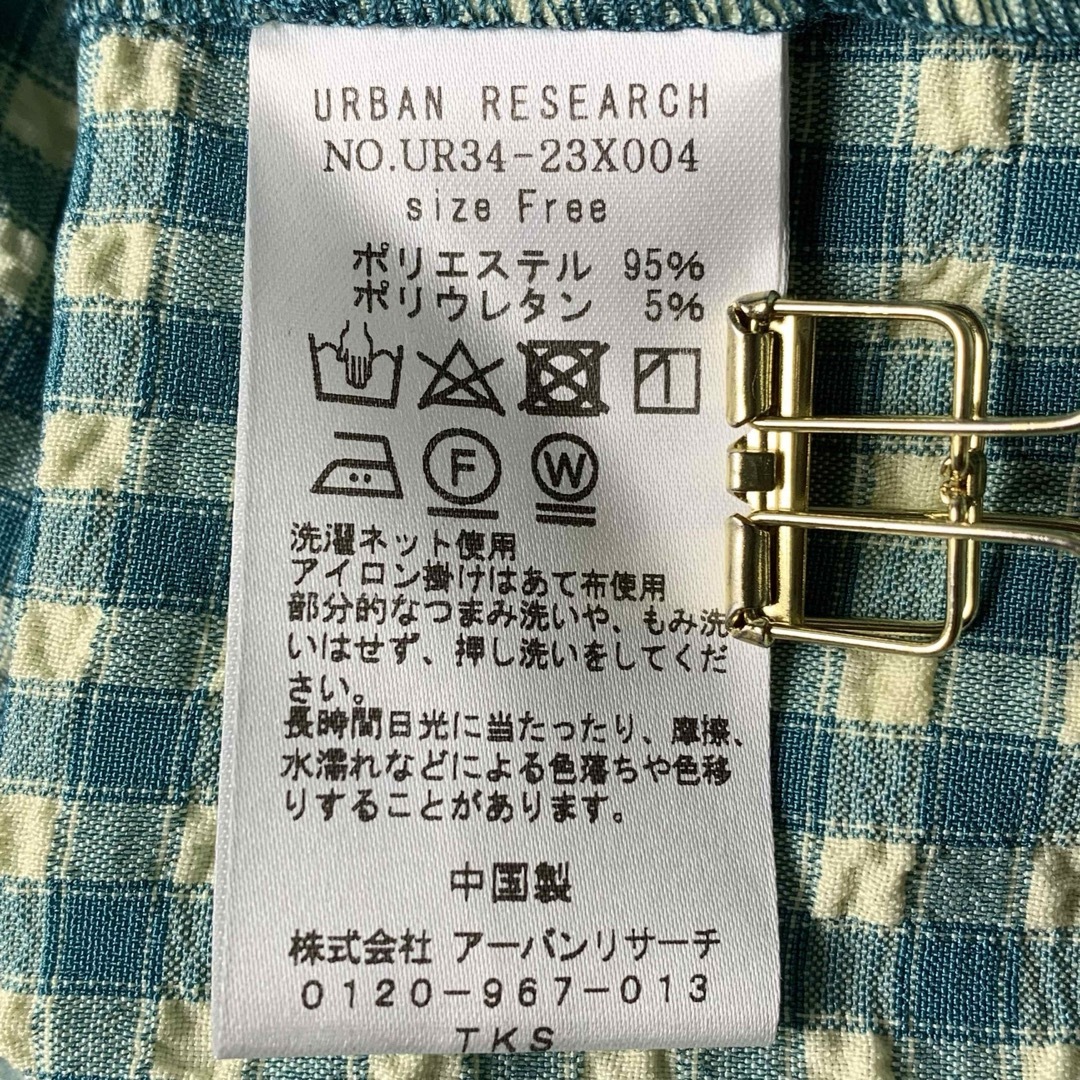 URBAN RESEARCH
NO.UR34-23X004
size Free
ポリエステル 95%
ポリウレタン 5%
F W
洗濯ネット使用
アイロン掛けはあて布使用
部分的なつまみ洗いや、もみ洗
いはせず、押し洗いをしてくだ
さい。
長時間日光に当たったり、摩擦、
水濡れなどによる色落ちや色移
りすることがあります。
中国製
株式会社 アーバンリサーチ
0120-967-013
TKS